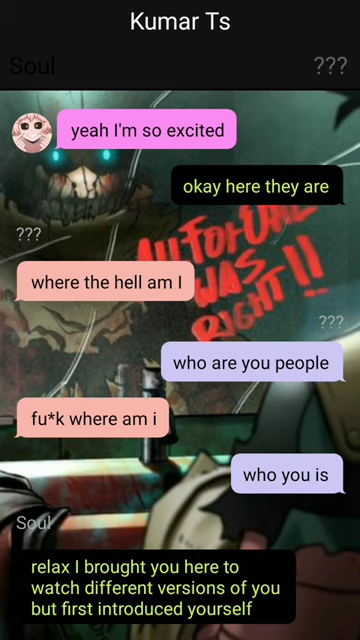 Kumar Ts
Soul
???
yeah I'm so excited
okay here they are
???
where the hell am I
ALL FOR ONE
WAS
RIGHT!!
???
who are you people
fu*k where am i
who you is
Soul
relax I brought you here to
watch different versions of you
but first introduced yourself